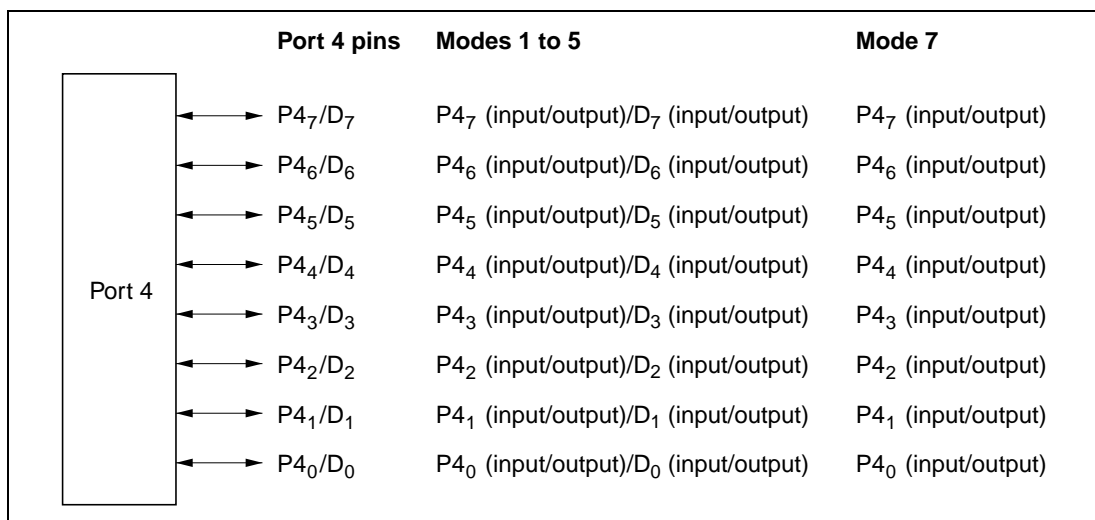 Port 4 pins Modes 1 to 5 Mode 7
P4₇/D₇ P4₇ (input/output)/D₇ (input/output) P4₇ (input/output)
P4₆/D₆ P4₆ (input/output)/D₆ (input/output) P4₆ (input/output)
P4₅/D₅ P4₅ (input/output)/D₅ (input/output) P4₅ (input/output)
P4₄/D₄ P4₄ (input/output)/D₄ (input/output) P4₄ (input/output)
Port 4
P4₃/D₃ P4₃ (input/output)/D₃ (input/output) P4₃ (input/output)
P4₂/D₂ P4₂ (input/output)/D₂ (input/output) P4₂ (input/output)
P4₁/D₁ P4₁ (input/output)/D₁ (input/output) P4₁ (input/output)
P4₀/D₀ P4₀ (input/output)/D₀ (input/output) P4₀ (input/output)